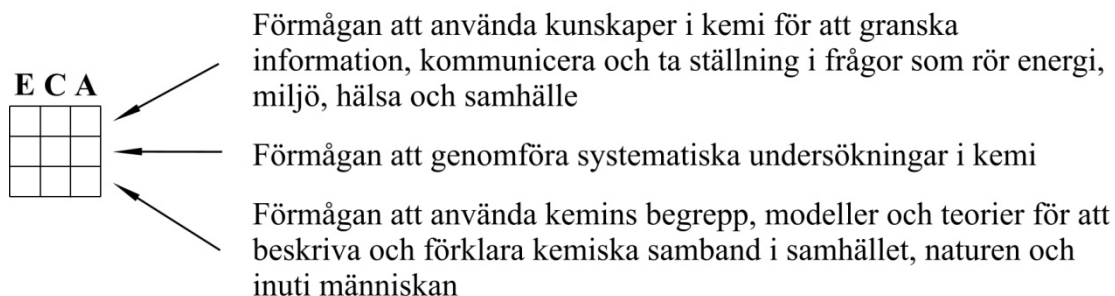 Förmågan att använda kunskaper i kemi för att granska
information, kommunicera och ta ställning i frågor som rör energi,
miljö, hälsa och samhälle
E C A
Förmågan att genomföra systematiska undersökningar i kemi
Förmågan att använda kemins begrepp, modeller och teorier för att
beskriva och förklara kemiska samband i samhället, naturen och
inuti människan